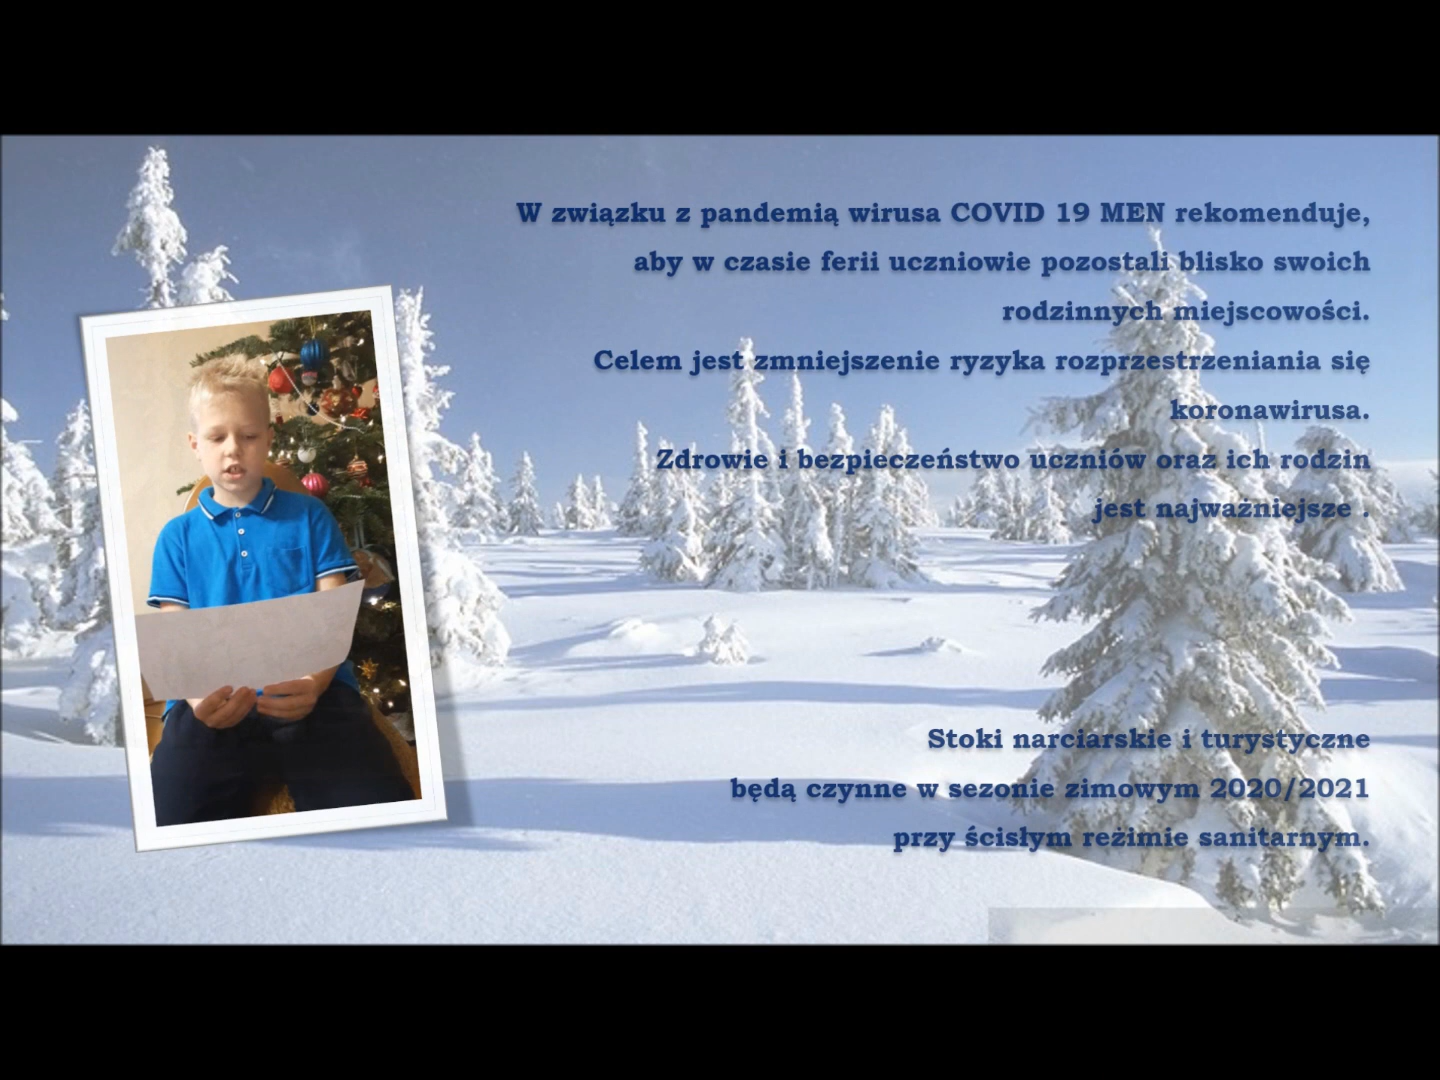 W związku z pandemią wirusa COVID 19 MEN rekomenduje,
aby w czasie ferii uczniowie pozostali blisko swoich
rodzinnych miejscowości.
Celem jest zmniejszenie ryzyka rozprzestrzeniania się
koronawirusa.
Zdrowie i bezpieczeństwo uczniów oraz ich rodzin
jest najważniejsze .
Stoki narciarskie i turystyczne
będą czynne w sezonie zimowym 2020/2021
przy ścisłym reżimie sanitarnym.